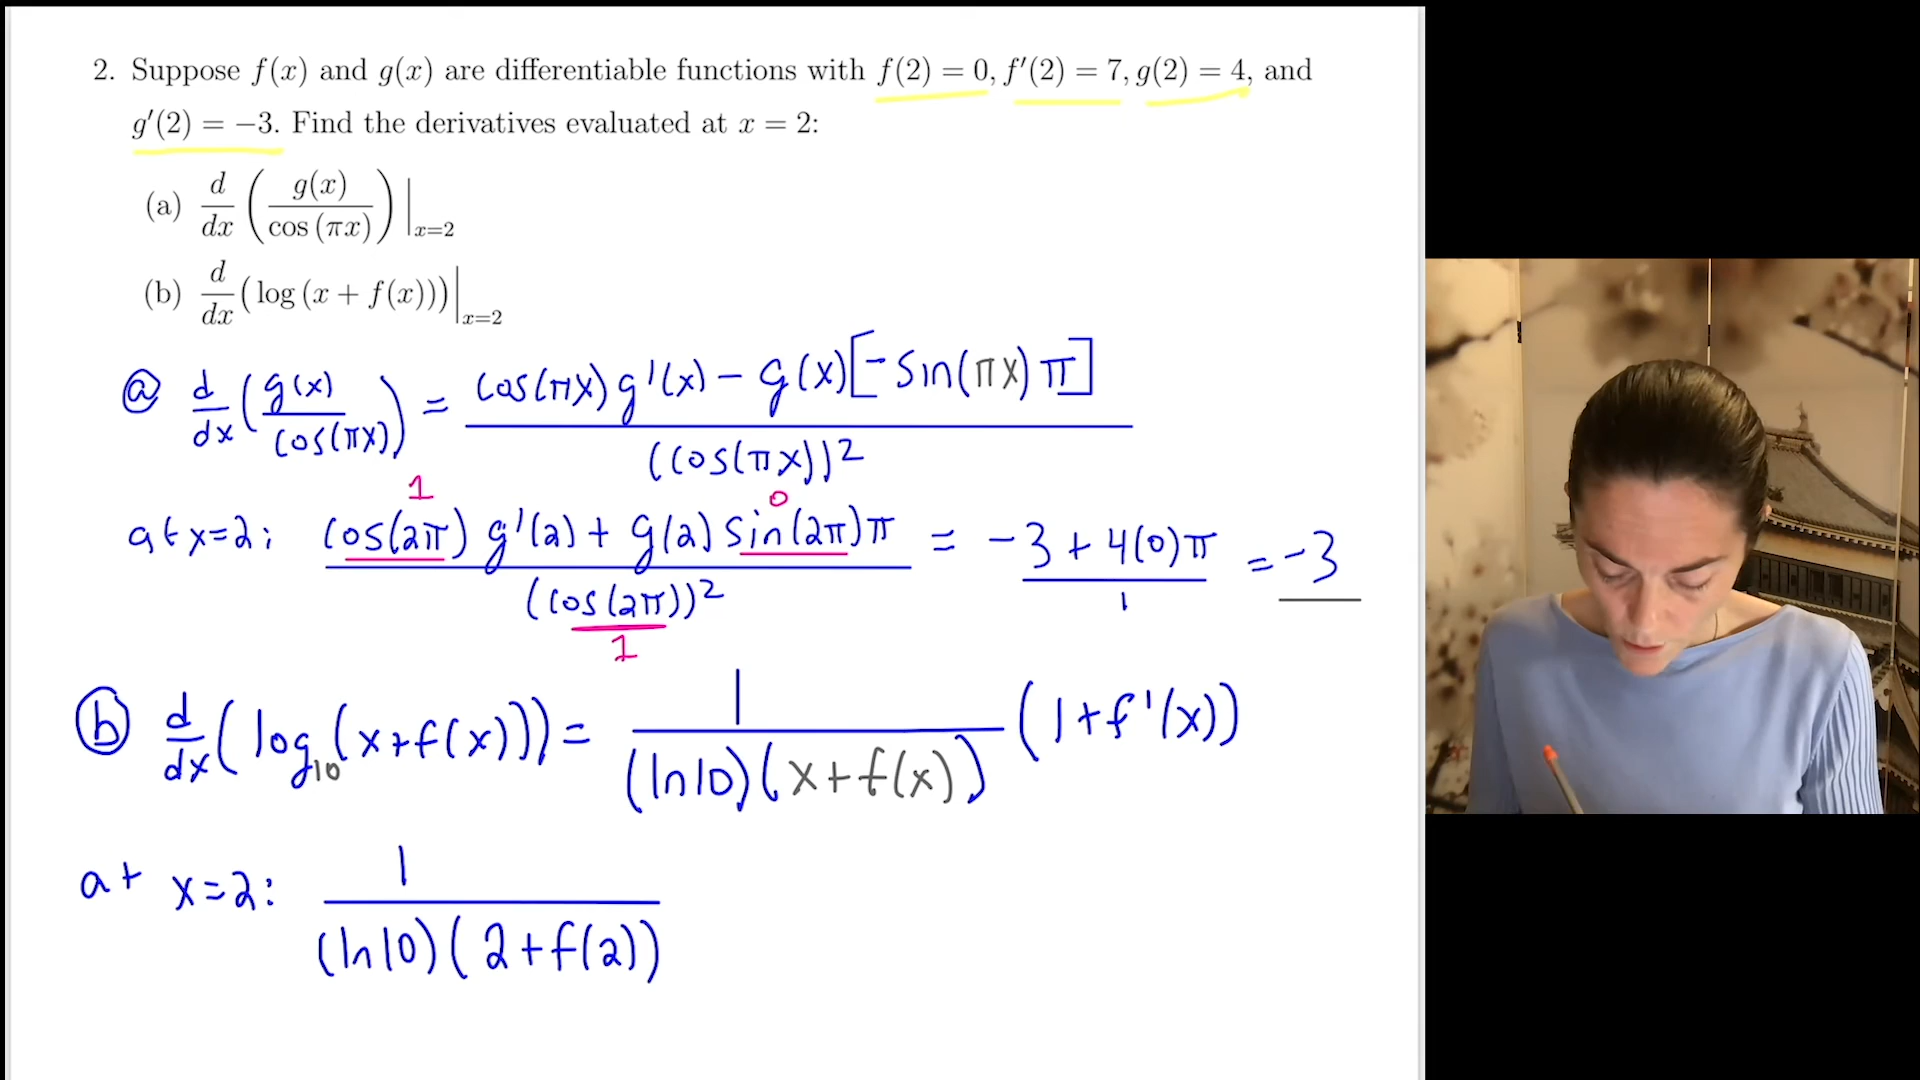 2. Suppose f(x) and g(x) are differentiable functions with f(2) = 0, f′(2) = 7, g(2) = 4, and
g′(2) = −3. Find the derivatives evaluated at x = 2:
(a) d/dx ( g(x) / cos (πx) ) |x=2
(b) d/dx ( log (x + f(x))) |x=2
ⓐ d/dx ( g(x) / cos(πx) ) = cos(πx) g'(x) − g(x)[−sin(πx) π] / (cos(πx))²
1 0
at x=2: cos(2π) g'(2) + g(2) sin(2π)π / (cos(2π))² = −3 + 4(0)π / 1 = −3
1
ⓑ d/dx ( log₁₀(x+f(x))) = 1 / (ln10)(x+f(x)) (1+f'(x))
at x=2: 1 / (ln10)(2+f(2))